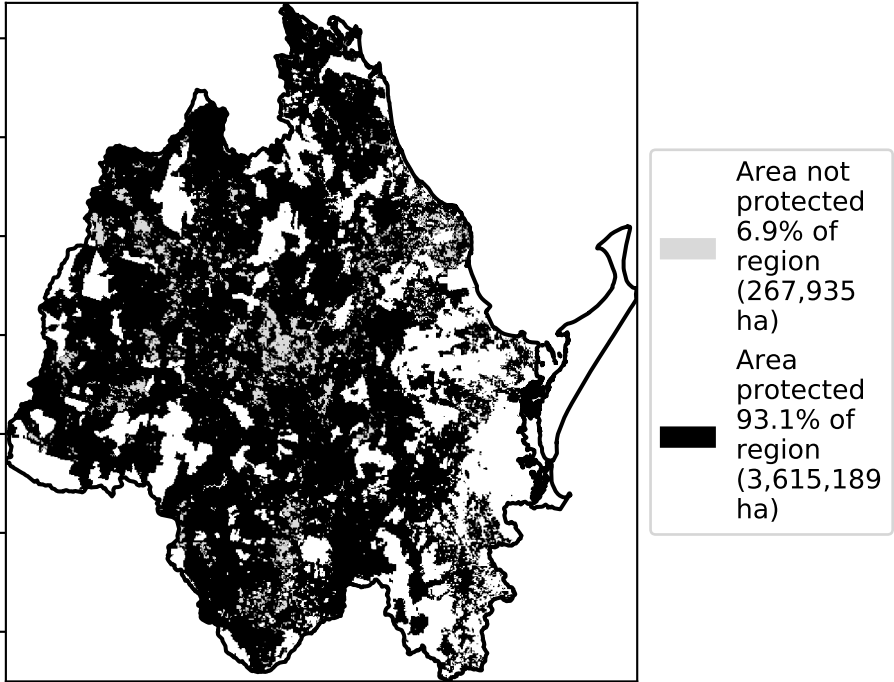 Area not
protected
6.9% of
region
(267,935
ha)
Area
protected
93.1% of
region
(3,615,189
ha)